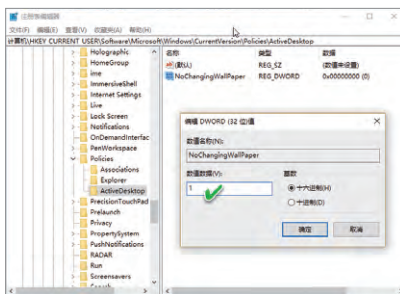 注册表编辑器
文件(F) 编辑(E) 查看(V) 收藏夹(A) 帮助(H)
计算机\HKEY CURRENT USER\Software\Microsoft\Windows\CurrentVersion\Policies\ActiveDesktop
Holographic
HomeGroup
ime
ImmersiveShell
Internet Settings
Live
Lock Screen
Notifications
OnDemandInterfac
PenWorkspace
Policies
Associations
Explorer
ActiveDesktop
PrecisionTouchPad
Prelaunch
Privacy
PropertySystem
PushNotifications
RADAR
Run
Screensavers
名称 类型 数据
(默认) REG_SZ (数值未设置)
NoChangingWallPaper REG_DWORD 0x00000000 (0)
编辑 DWORD (32 位)值
数值名称(N):
NoChangingWallPaper
数值数据(V): 基数
1 十六进制(H)
十进制(D)
确定 取消